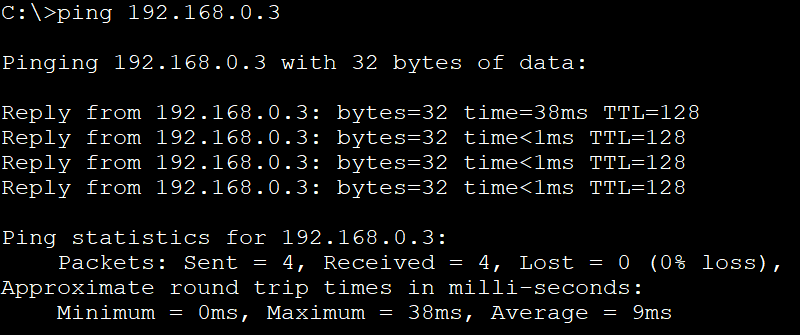 C:\>ping 192.168.0.3
Pinging 192.168.0.3 with 32 bytes of data:
Reply from 192.168.0.3: bytes=32 time=38ms TTL=128
Reply from 192.168.0.3: bytes=32 time<1ms TTL=128
Reply from 192.168.0.3: bytes=32 time<1ms TTL=128
Reply from 192.168.0.3: bytes=32 time<1ms TTL=128
Ping statistics for 192.168.0.3:
Packets: Sent = 4, Received = 4, Lost = 0 (0% loss),
Approximate round trip times in milli-seconds:
Minimum = 0ms, Maximum = 38ms, Average = 9ms